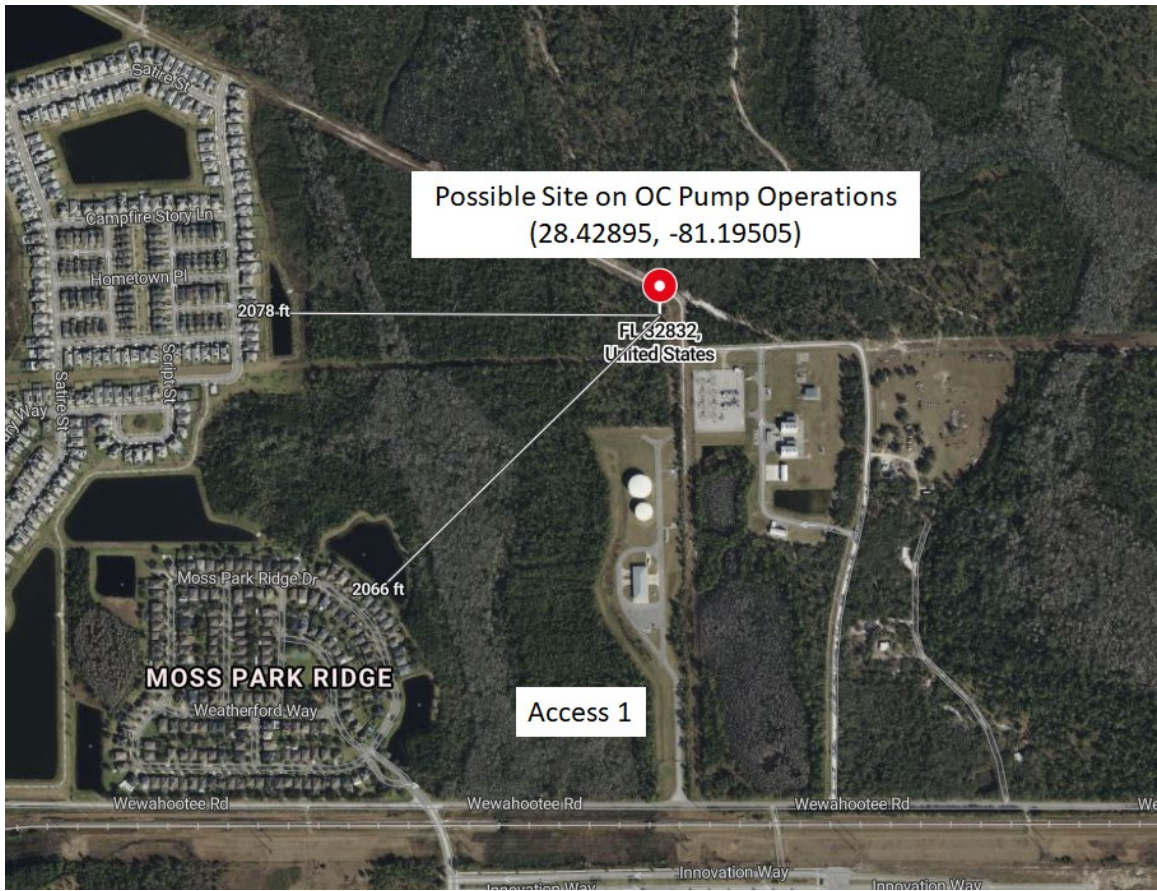 Satire St
Possible Site on OC Pump Operations
(28.42895, -81.19505)
Campfire Story Ln
Hometown Pl
2078 ft
FL 32832,
United States
Script St
Satire St
Way
Moss Park Ridge Dr
2066 ft
MOSS PARK RIDGE
Weatherford Way
Access 1
Wewahootee Rd
Wewahootee Rd
Wewahootee Rd
We
Innovation Way
Innovation Way
Innovation Way